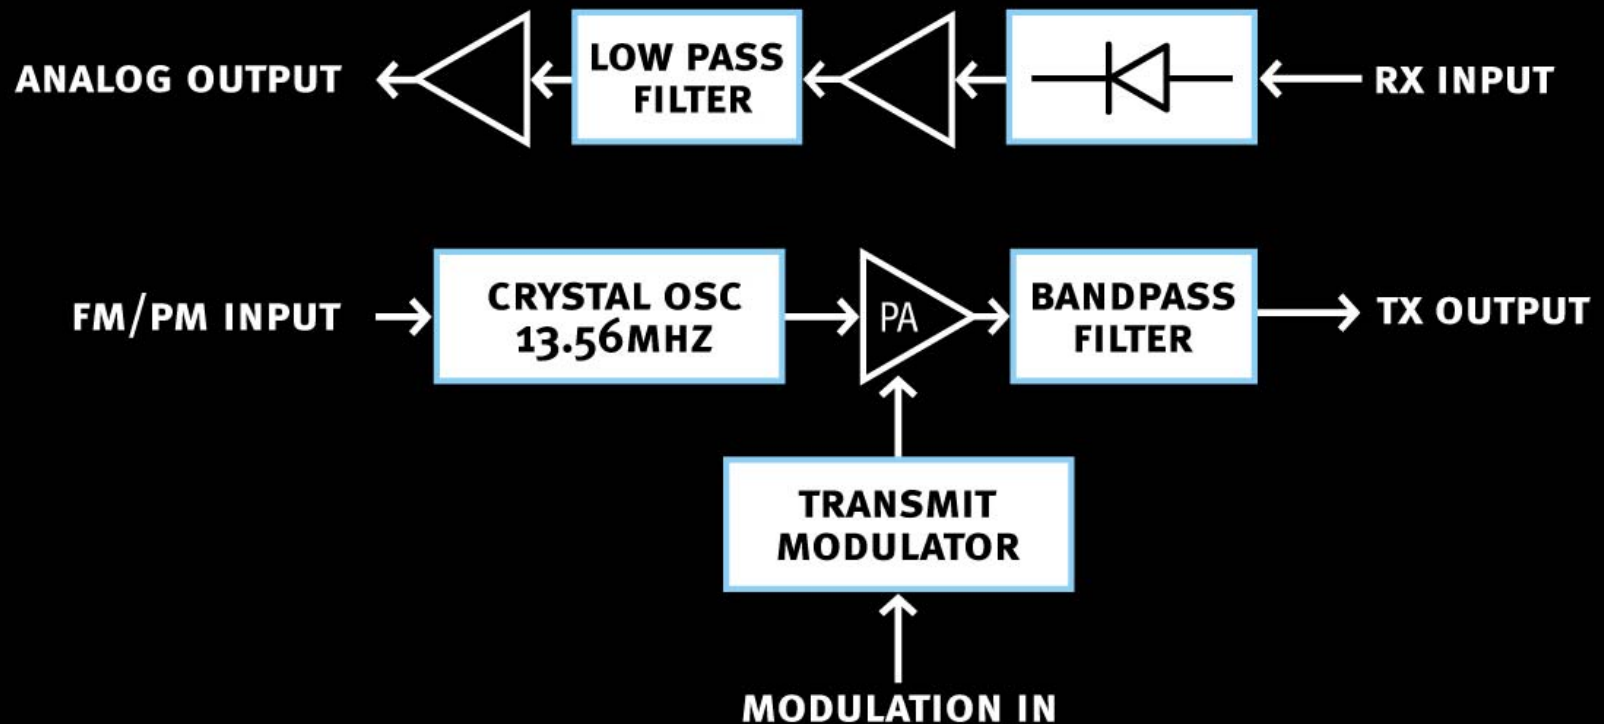 ANALOG OUTPUT
LOW PASS
FILTER
RX INPUT
FM/PM INPUT
CRYSTAL OSC
13.56MHZ
PA
BANDPASS
FILTER
TX OUTPUT
TRANSMIT
MODULATOR
MODULATION IN